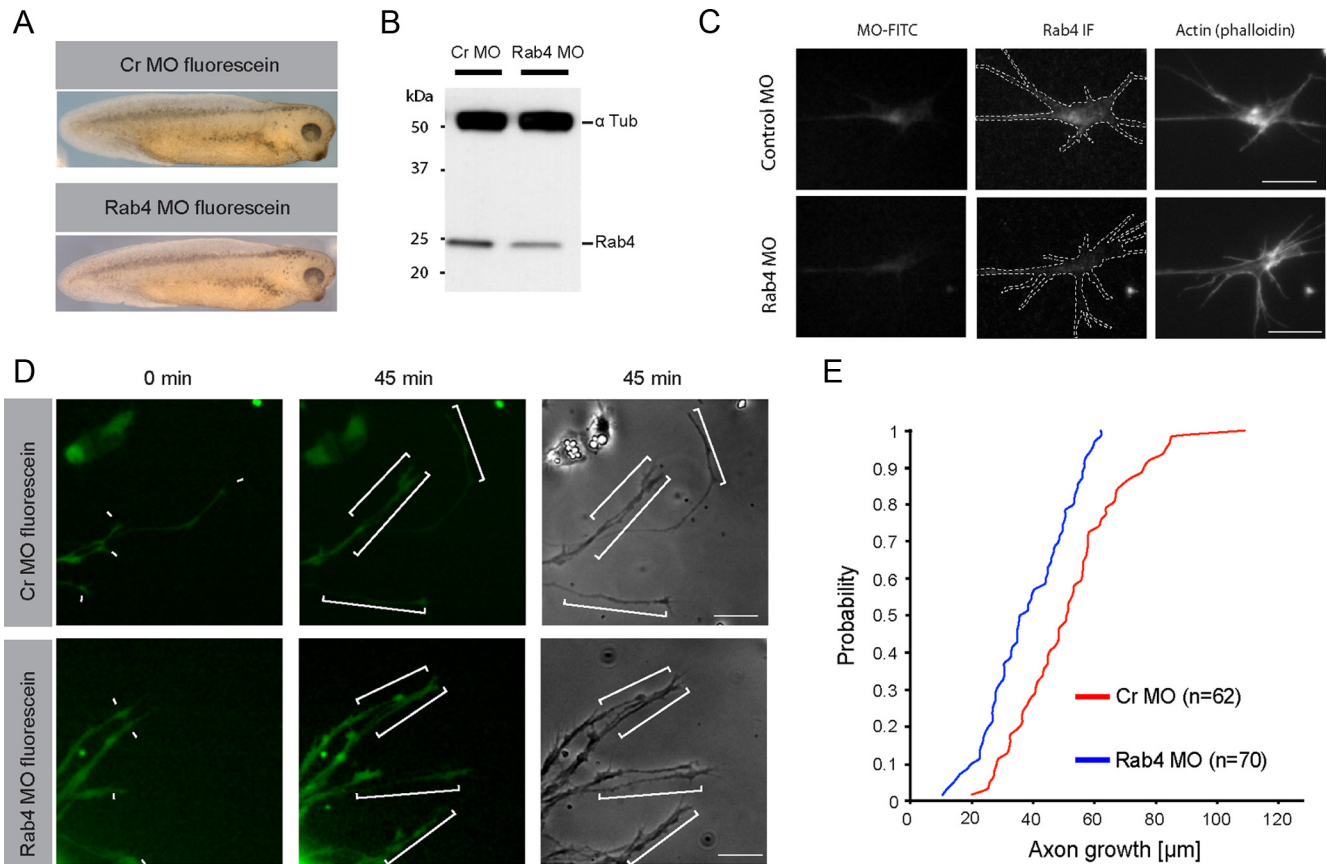 A
Cr MO fluorescein
Rab4 MO fluorescein
B
Cr MO Rab4 MO
kDa
50
37
25
20
α Tub
Rab4
C
MO-FITC Rab4 IF Actin (phalloidin)
Control MO
Rab4 MO
D
0 min 45 min 45 min
Cr MO fluorescein
Rab4 MO fluorescein
E
Probability
1
0.9
0.8
0.7
0.6
0.5
0.4
0.3
0.2
0.1
0
0 20 40 60 80 100 120
Axon growth [µm]
Cr MO (n=62)
Rab4 MO (n=70)